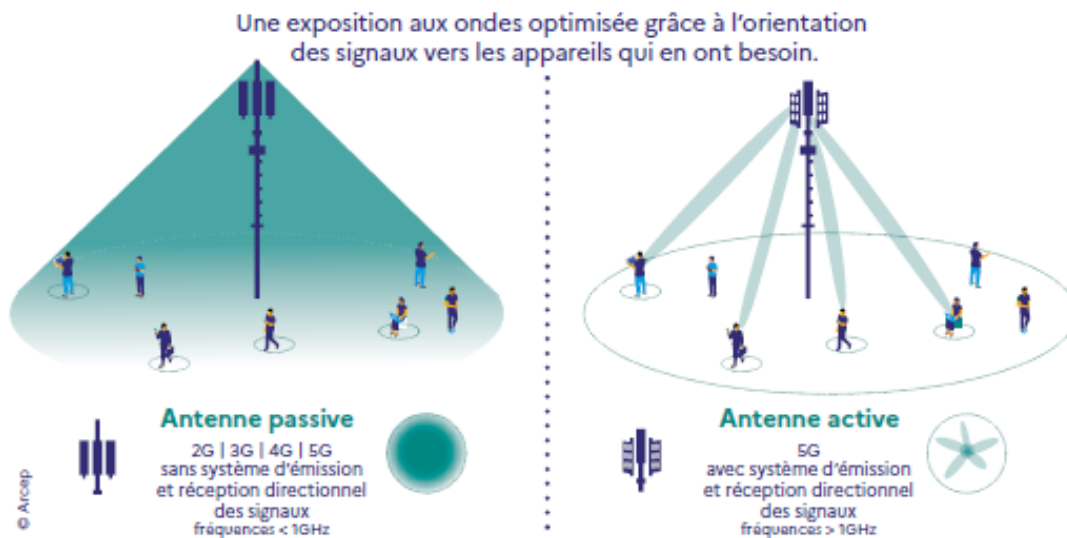 Une exposition aux ondes optimisée grâce à l'orientation
des signaux vers les appareils qui en ont besoin.
Antenne passive
2G | 3G | 4G | 5G
sans système d'émission
et réception directionnel
des signaux
fréquences < 1GHz
Antenne active
5G
avec système d'émission
et réception directionnel
des signaux
fréquences > 1GHz
© Arcep